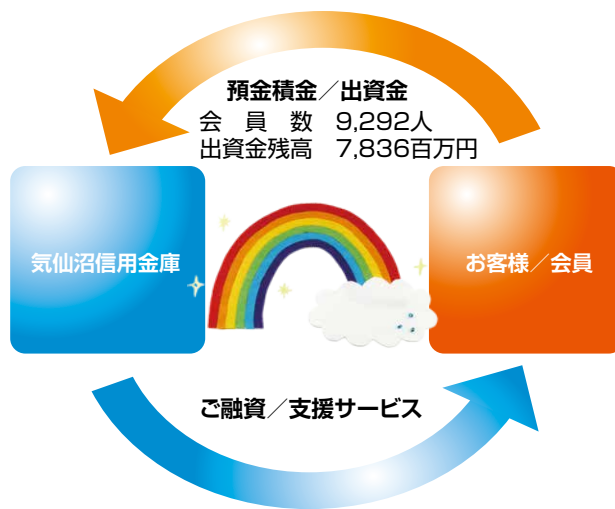 預金積金／出資金
会　員　数　9,292人
出資金残高　7,836百万円
気仙沼信用金庫
お客様／会員
ご融資／支援サービス